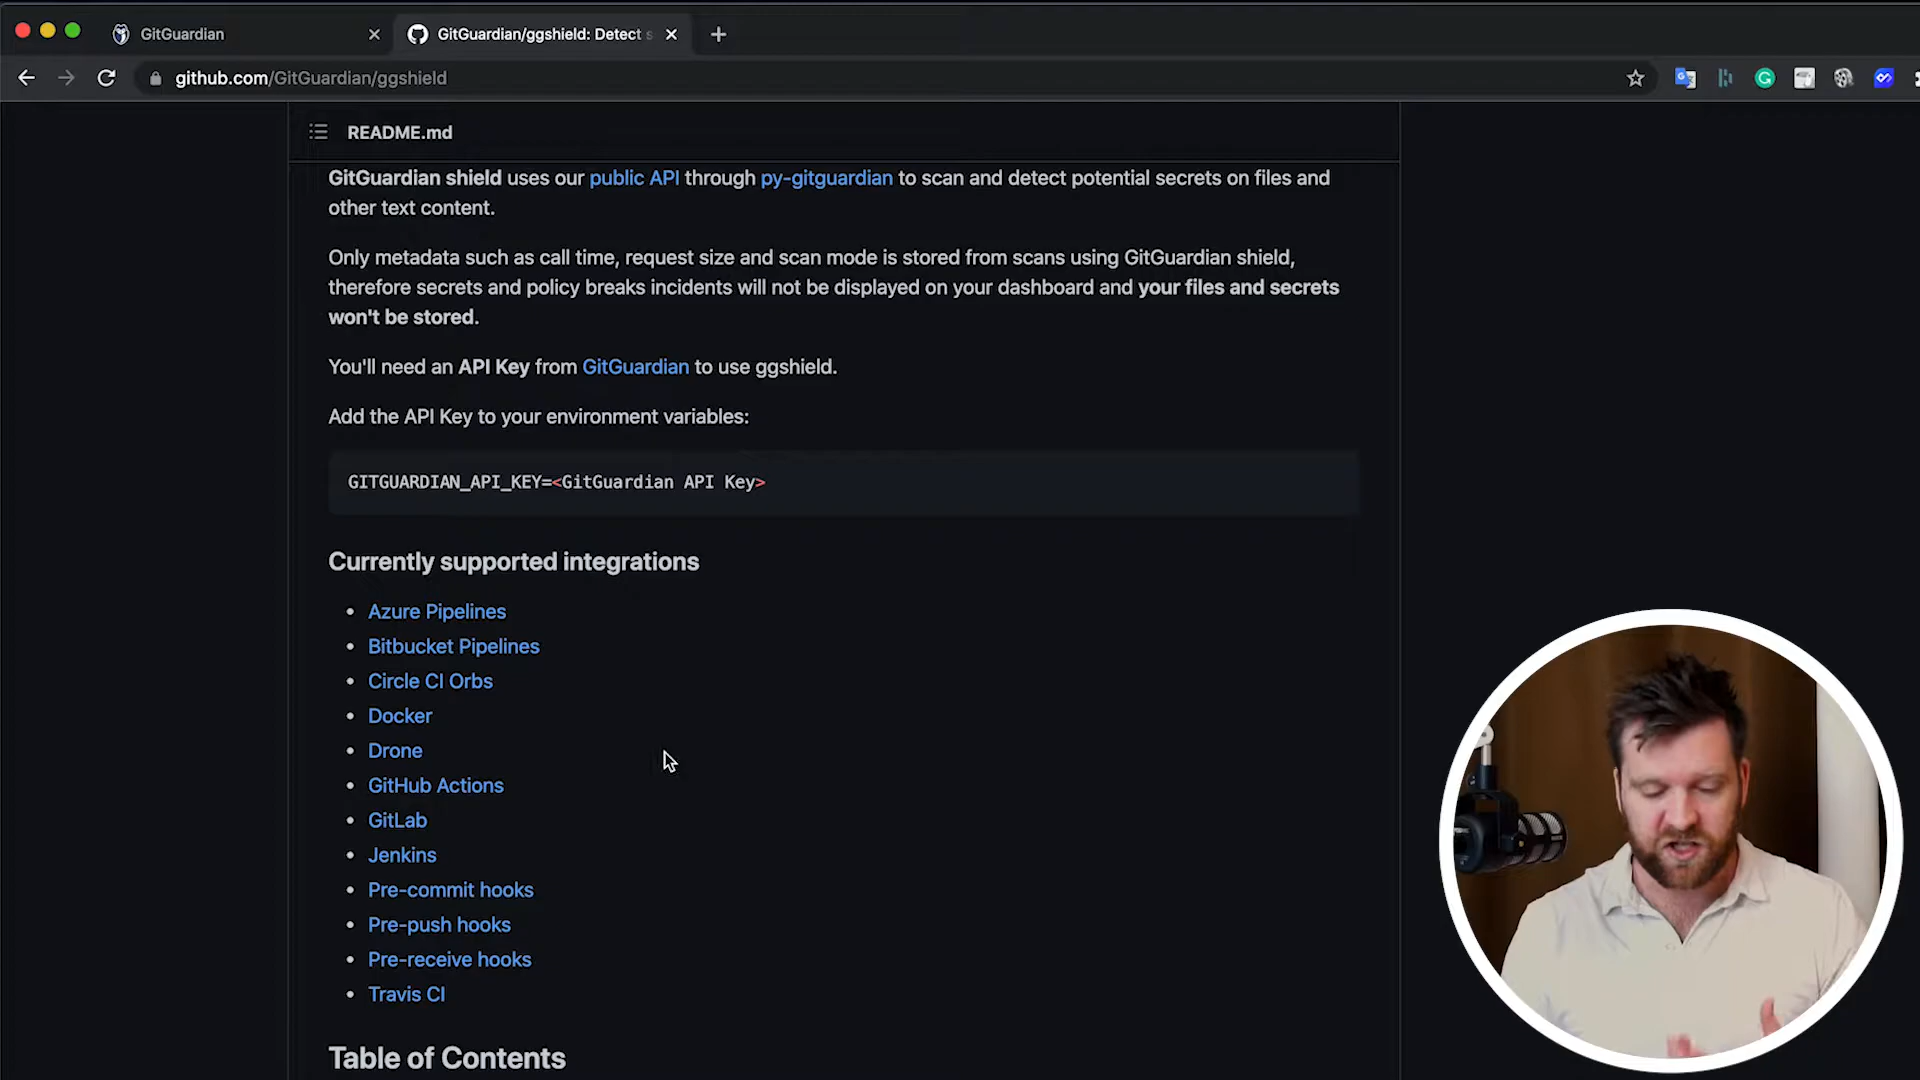 GitGuardian
GitGuardian/ggshield: Detect s
github.com/GitGuardian/ggshield
README.md
GitGuardian shield uses our public API through py-gitguardian to scan and detect potential secrets on files and
other text content.
Only metadata such as call time, request size and scan mode is stored from scans using GitGuardian shield,
therefore secrets and policy breaks incidents will not be displayed on your dashboard and your files and secrets
won't be stored.
You'll need an API Key from GitGuardian to use ggshield.
Add the API Key to your environment variables:
GITGUARDIAN_API_KEY=<GitGuardian API Key>
Currently supported integrations
• Azure Pipelines
• Bitbucket Pipelines
• Circle CI Orbs
• Docker
• Drone
• GitHub Actions
• GitLab
• Jenkins
• Pre-commit hooks
• Pre-push hooks
• Pre-receive hooks
• Travis CI
Table of Contents